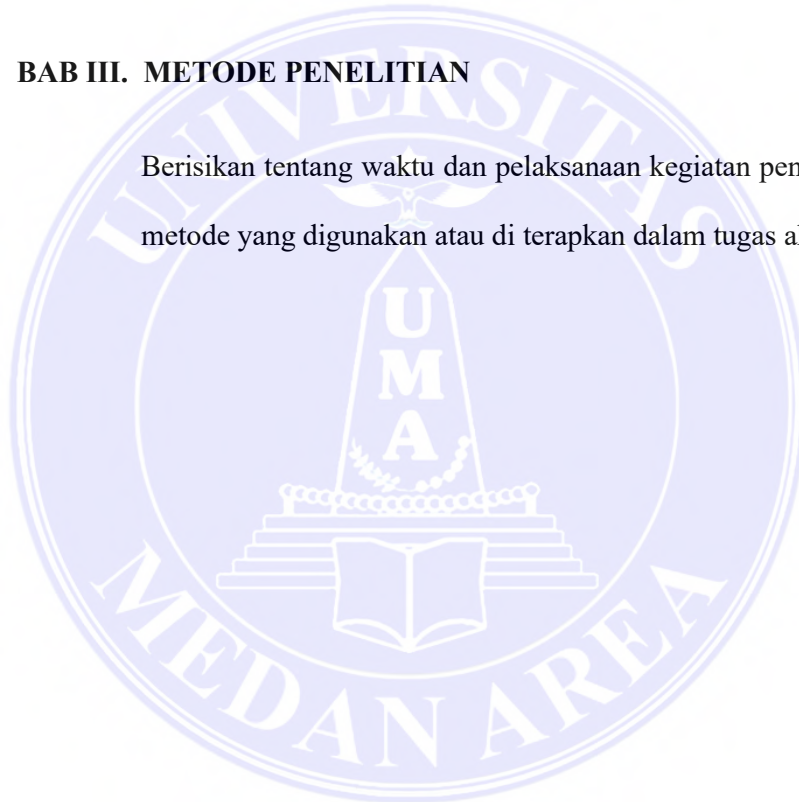 BAB III. METODE PENELITIAN
Berisikan tentang waktu dan pelaksanaan kegiatan
metode yang digunakan atau di terapkan dalam tugas
UNIVERSITAS
UMA
MEDAN AREA